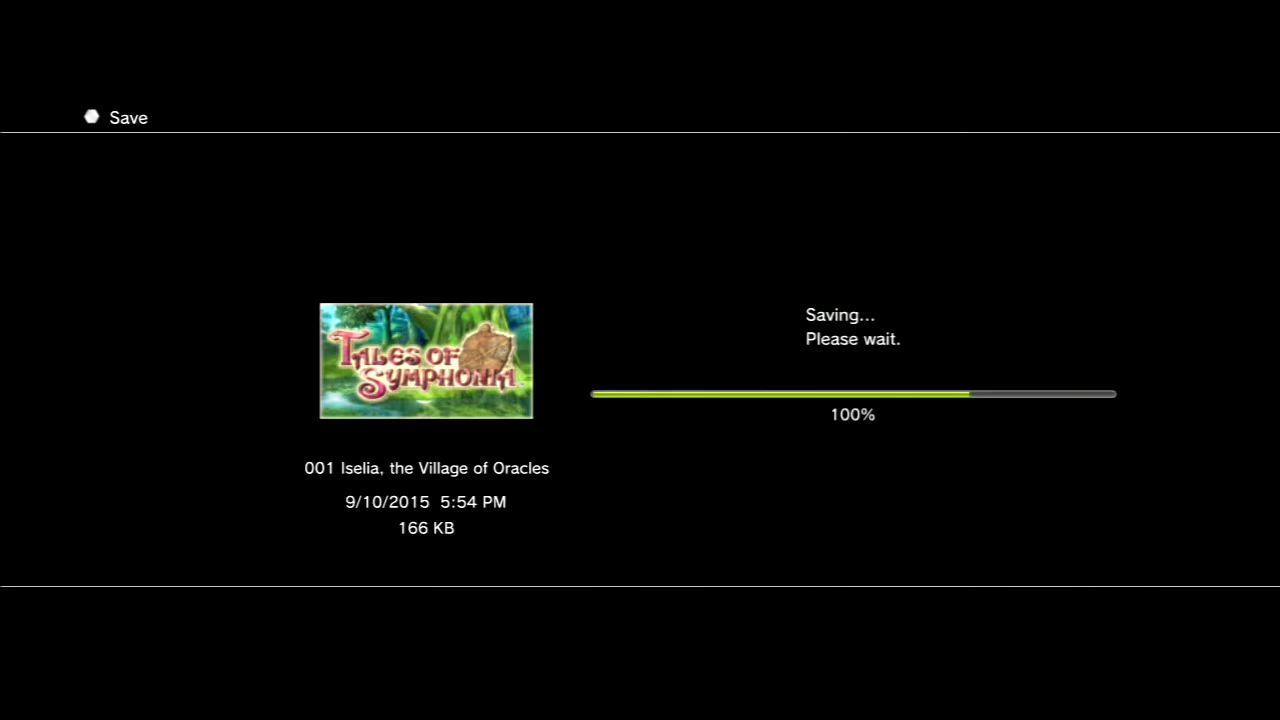 Save
TALES OF
SYMPHONIA
Saving...
Please wait.
100%
001 Iselia, the Village of Oracles
9/10/2015 5:54 PM
166 KB